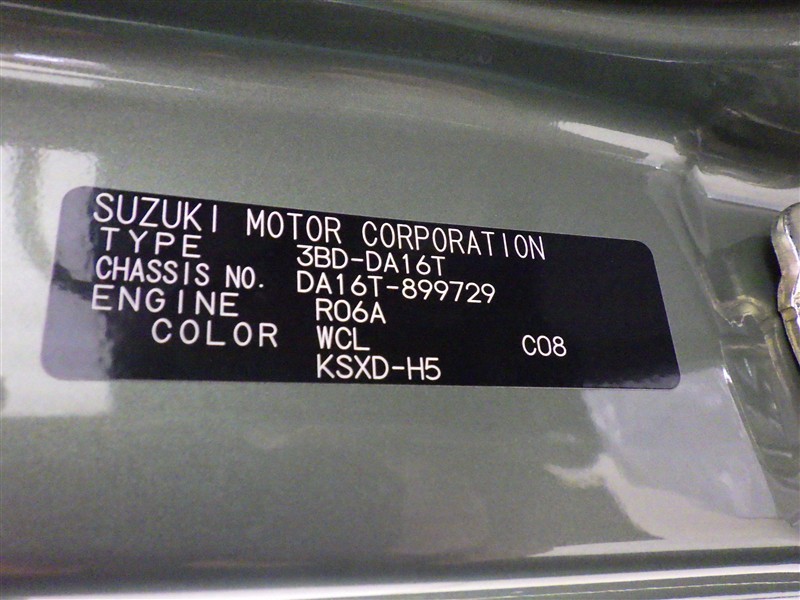 SUZUKI MOTOR CORPORATION
TYPE 3BD-DA16T
CHASSIS NO. DA16T-899729
ENGINE R06A
COLOR WCL C08
KSXD-H5